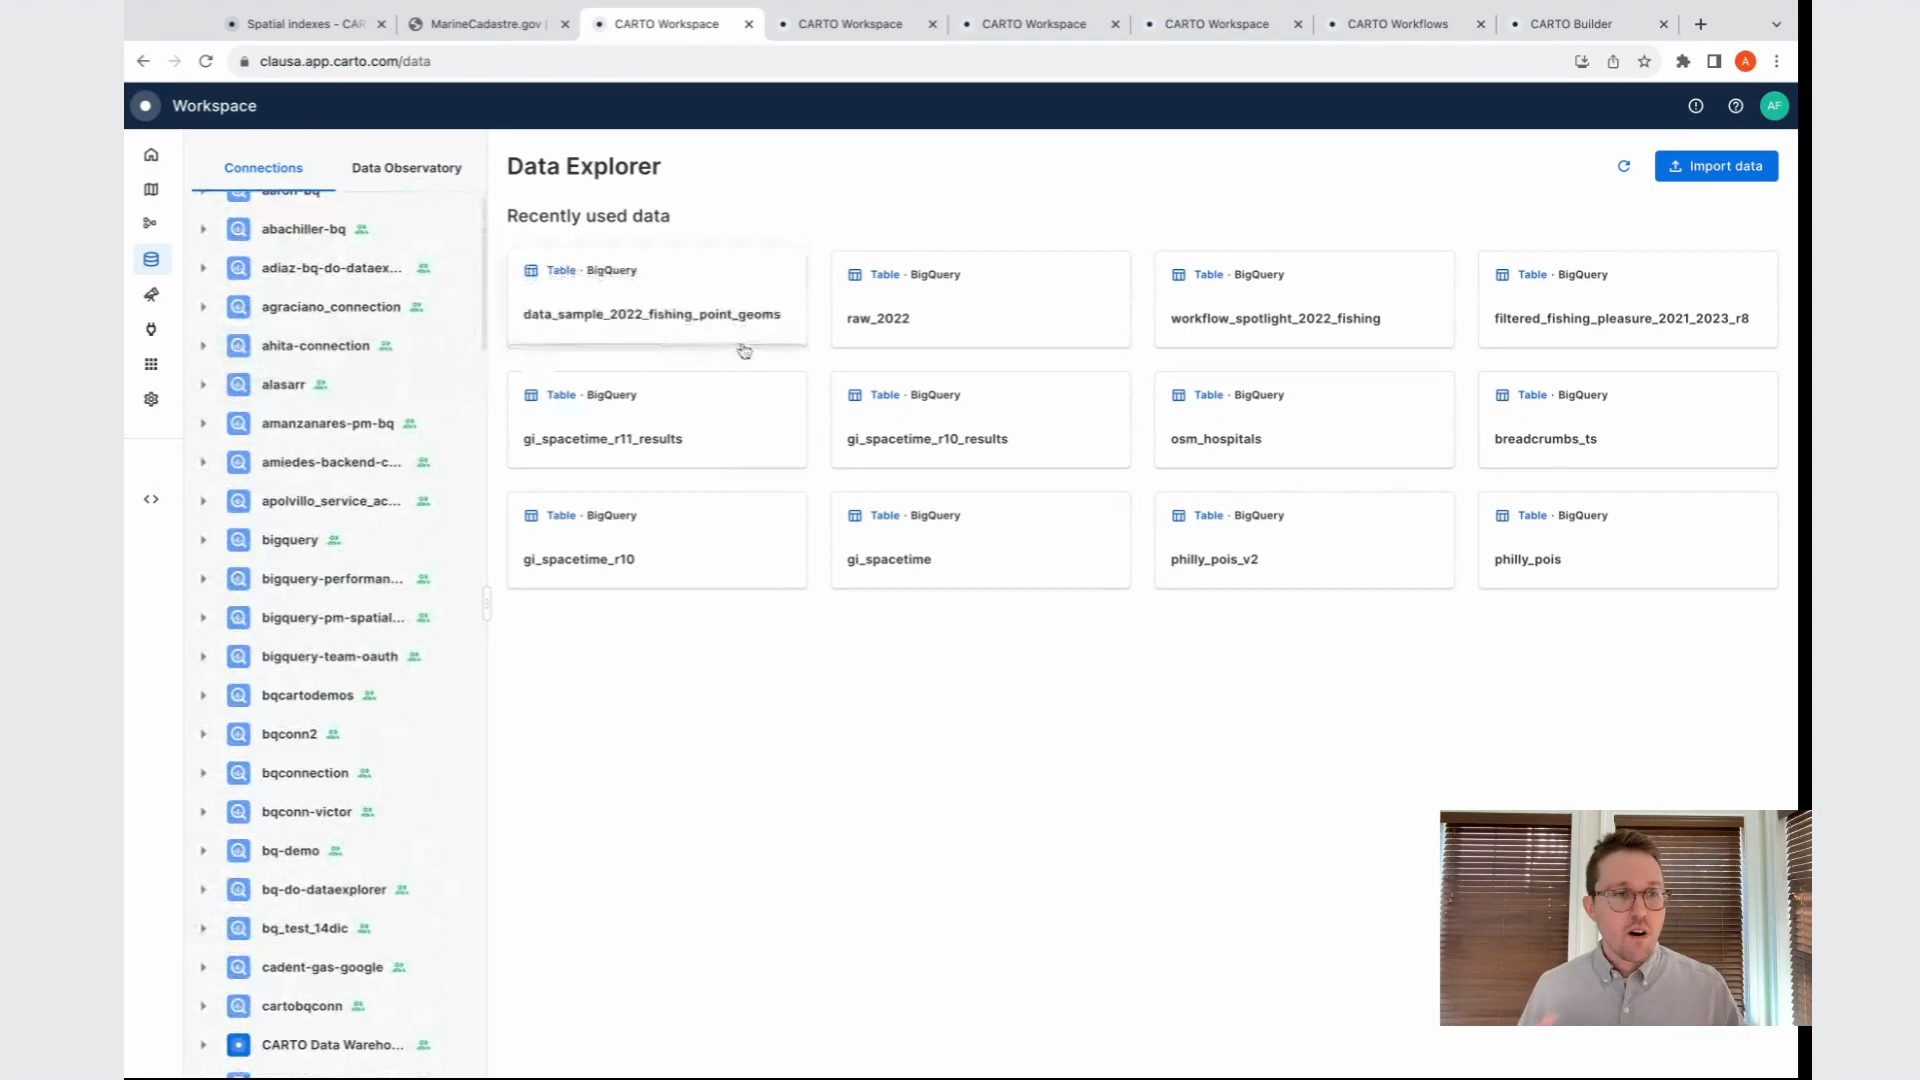 Spatial indexes - CAR
MarineCadastre.gov
CARTO Workspace
CARTO Workspace
CARTO Workspace
CARTO Workspace
CARTO Workflows
CARTO Builder
clausa.app.carto.com/data
A
Workspace
AF
Connections
Data Observatory
aaron-bq
abachiller-bq
adiaz-bq-do-dataex...
agraciano_connection
ahita-connection
alasarr
amanzanares-pm-bq
amiedes-backend-c...
apolvillo_service_ac...
bigquery
bigquery-performan...
bigquery-pm-spatial...
bigquery-team-oauth
bqcartodemos
bqconn2
bqconnection
bqconn-victor
bq-demo
bq-do-dataexplorer
bq_test_14dic
cadent-gas-google
cartobqconn
CARTO Data Wareho...
Data Explorer
Import data
Recently used data
Table · BigQuery
data_sample_2022_fishing_point_geoms
Table · BigQuery
raw_2022
Table · BigQuery
workflow_spotlight_2022_fishing
Table · BigQuery
filtered_fishing_pleasure_2021_2023_r8
Table · BigQuery
gi_spacetime_r11_results
Table · BigQuery
gi_spacetime_r10_results
Table · BigQuery
osm_hospitals
Table · BigQuery
breadcrumbs_ts
Table · BigQuery
gi_spacetime_r10
Table · BigQuery
gi_spacetime
Table · BigQuery
philly_pois_v2
Table · BigQuery
philly_pois